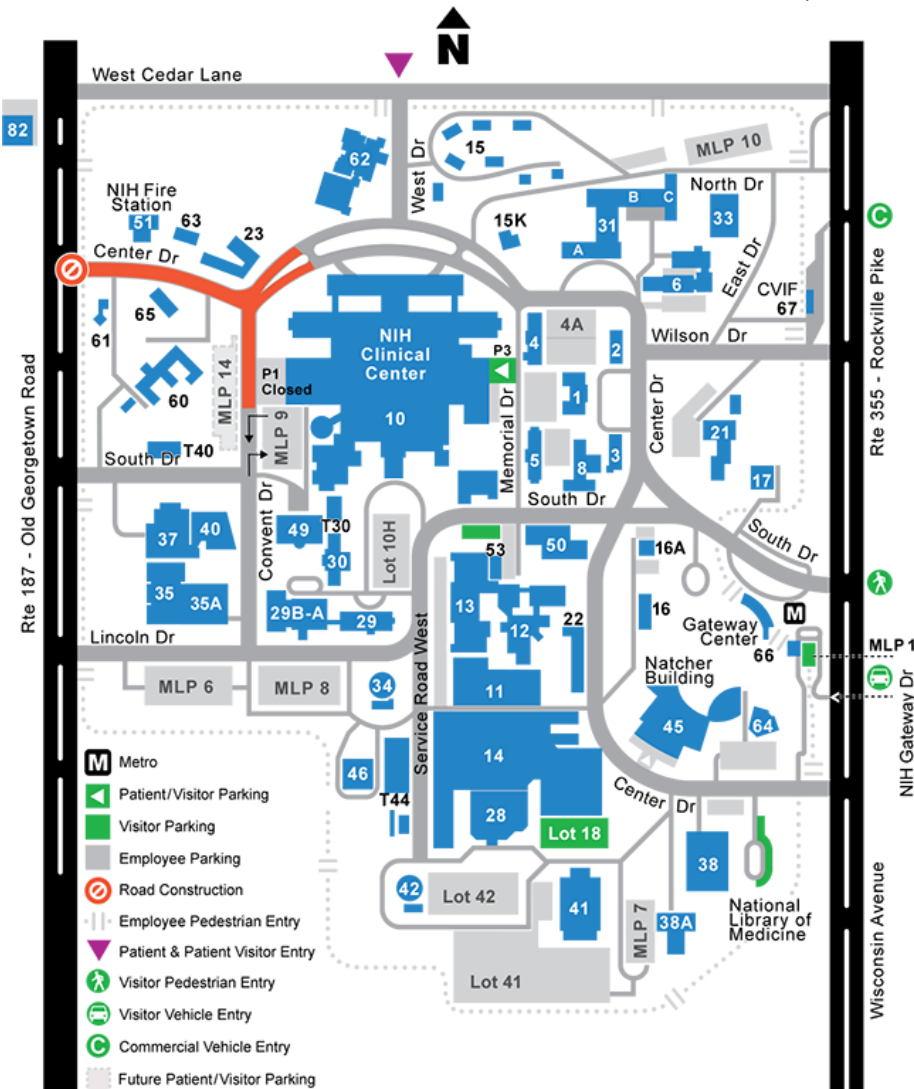 N
West Cedar Lane
82
62
West Dr
15
MLP 10
NIH Fire
Station
51
63
23
North Dr
15K
31
A
B
C
33
C
Center Dr
East Dr
6
CVIF
67
65
61
60
NIH
Clinical
Center
10
P3
4
4A
2
Wilson Dr
MLP 14
P1
Closed
MLP 9
1
Memorial Dr
Center Dr
21
T40
South Dr
5
8
3
17
Rte 187 - Old Georgetown Road
Rte 355 - Rockville Pike
South Dr
South Dr
37
40
Convent Dr
49
T30
30
Lot 10H
53
50
16A
35
35A
29B-A
29
13
12
22
16
Gateway
Center
M
66
MLP 1
Lincoln Dr
MLP 6
MLP 8
34
Service Road West
11
Natcher
Building
45
64
NIH Gateway Dr
46
T44
14
28
Lot 18
Center Dr
38
42
Lot 42
41
MLP 7
38A
National
Library of
Medicine
Lot 41
Wisconsin Avenue
M Metro
Patient/Visitor Parking
Visitor Parking
Employee Parking
Road Construction
Employee Pedestrian Entry
Patient & Patient Visitor Entry
Visitor Pedestrian Entry
Visitor Vehicle Entry
C Commercial Vehicle Entry
Future Patient/Visitor Parking